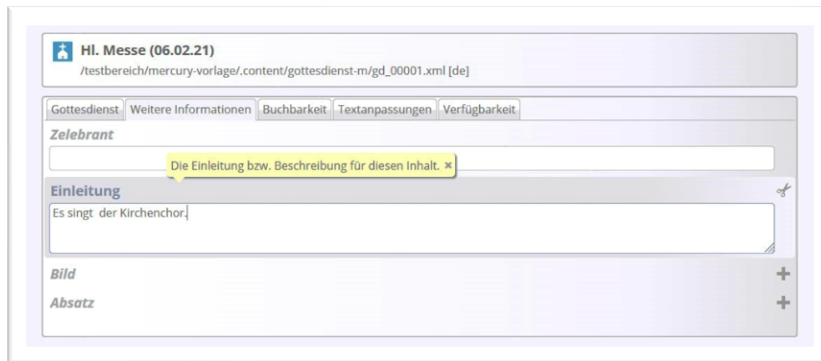 Hl. Messe (06.02.21)
/testbereich/mercury-vorlage/.content/gottesdienst-m/gd_00001.xml [de]
Gottesdienst Weitere Informationen Buchbarkeit Textanpassungen Verfügbarkeit
Zelebrant
Die Einleitung bzw. Beschreibung für diesen Inhalt. ×
Einleitung
Es singt  der Kirchenchor.
Bild
Absatz